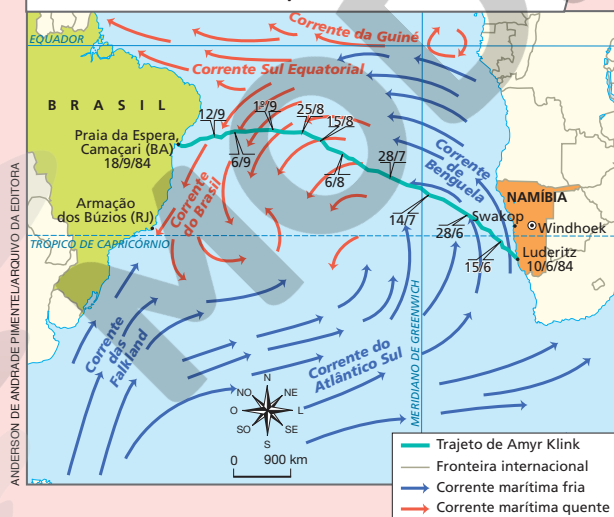 Corrente da Guiné
EQUADOR
Corrente Sul Equatorial
BRASIL
12/9
1º/9
25/8
15/8
Praia da Espera,
Camaçari (BA)
18/9/84
6/9
6/8
28/7
Corrente
de
Benguela
Corrente
do Brasil
Armação
dos Búzios (RJ)
14/7
NAMÍBIA
Swakop
Windhoek
28/6
TRÓPICO DE CAPRICÓRNIO
Luderitz
10/6/84
15/6
MERIDIANO DE GREENWICH
Corrente
das
Falkland
Corrente do
Atlântico Sul
N
NO
NE
O
L
SO
SE
S
0 900 km
Trajeto de Amyr Klink
Fronteira internacional
Corrente marítima fria
Corrente marítima quente
ANDERSON DE ANDRADE PIMENTEL/ARQUIVO DA EDITORA